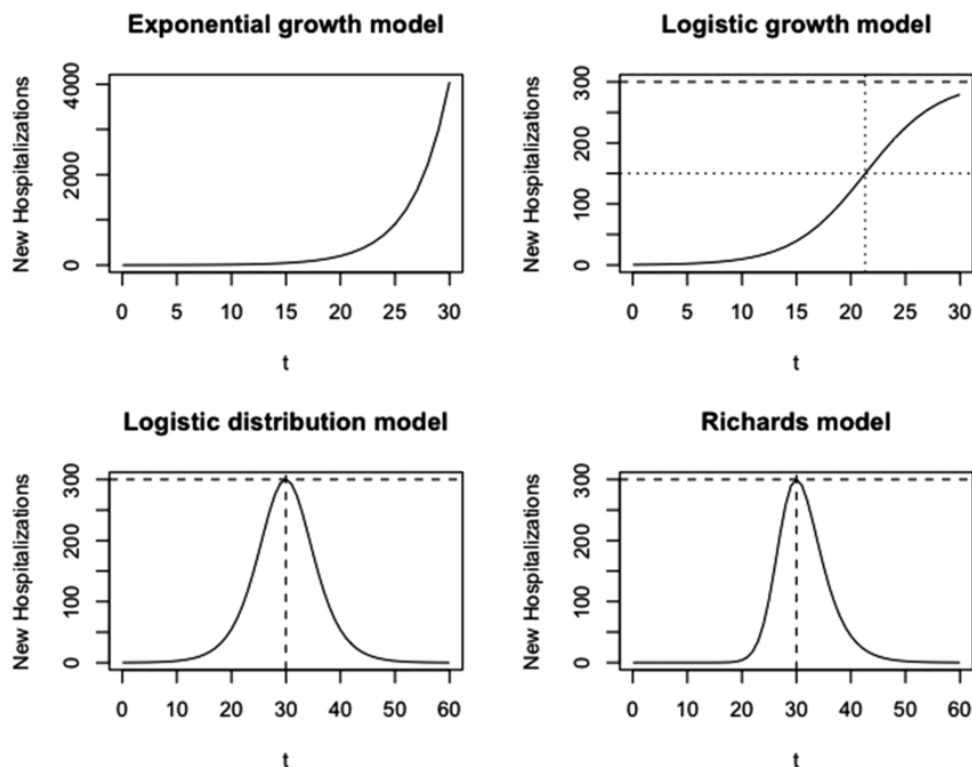 Exponential growth model
New Hospitalizations
4000
2000
0
0 5 10 15 20 25 30
t
Logistic growth model
New Hospitalizations
300
200
100
0
0 5 10 15 20 25 30
t
Logistic distribution model
New Hospitalizations
300
200
100
0
0 10 20 30 40 50 60
t
Richards model
New Hospitalizations
300
200
100
0
0 10 20 30 40 50 60
t